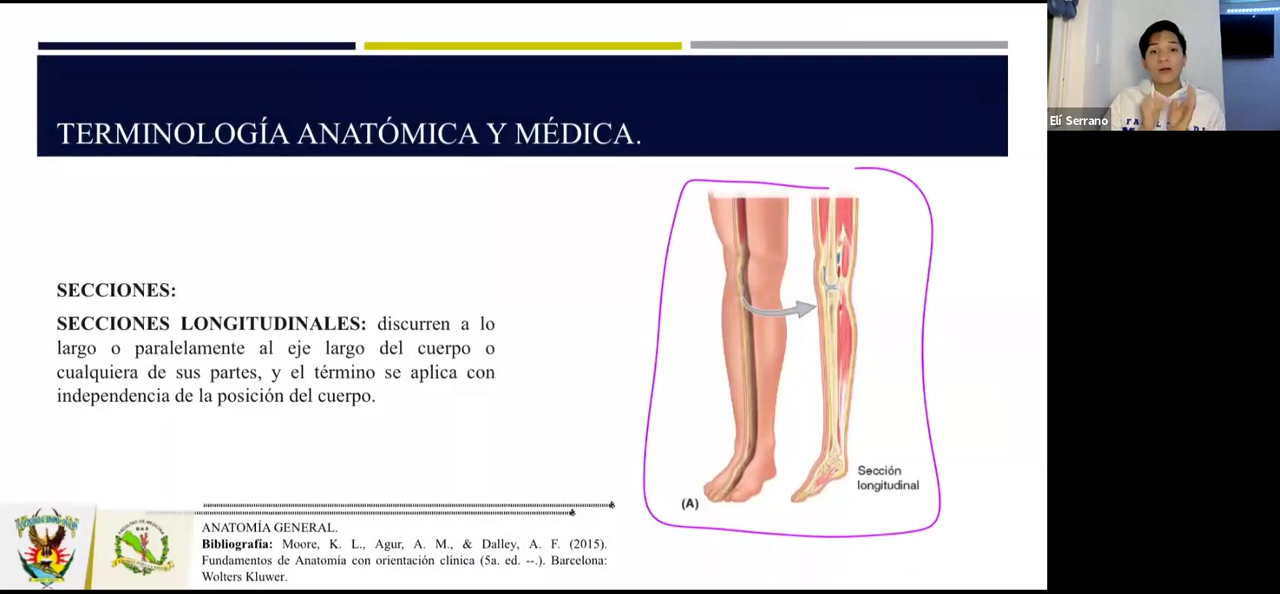 Elí Serrano
TERMINOLOGÍA ANATÓMICA Y MÉDICA.
SECCIONES:
SECCIONES LONGITUDINALES: discurren a lo
largo o paralelamente al eje largo del cuerpo o
cualquiera de sus partes, y el término se aplica con
independencia de la posición del cuerpo.
Sección
longitudinal
(A)
ANATOMÍA GENERAL.
Bibliografía: Moore, K. L., Agur, A. M., & Dalley, A. F. (2015).
Fundamentos de Anatomía con orientación clínica (5a. ed. --.). Barcelona:
Wolters Kluwer.